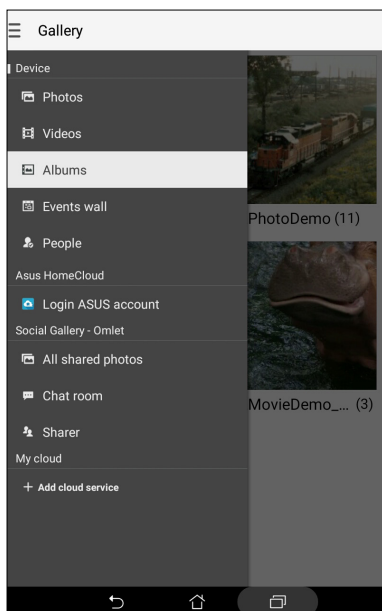 Gallery
Device
Photos
Videos
Albums
Events wall
People
Asus HomeCloud
Login ASUS account
Social Gallery - Omlet
All shared photos
Chat room
Sharer
My cloud
+ Add cloud service
PhotoDemo (11)
MovieDemo_... (3)